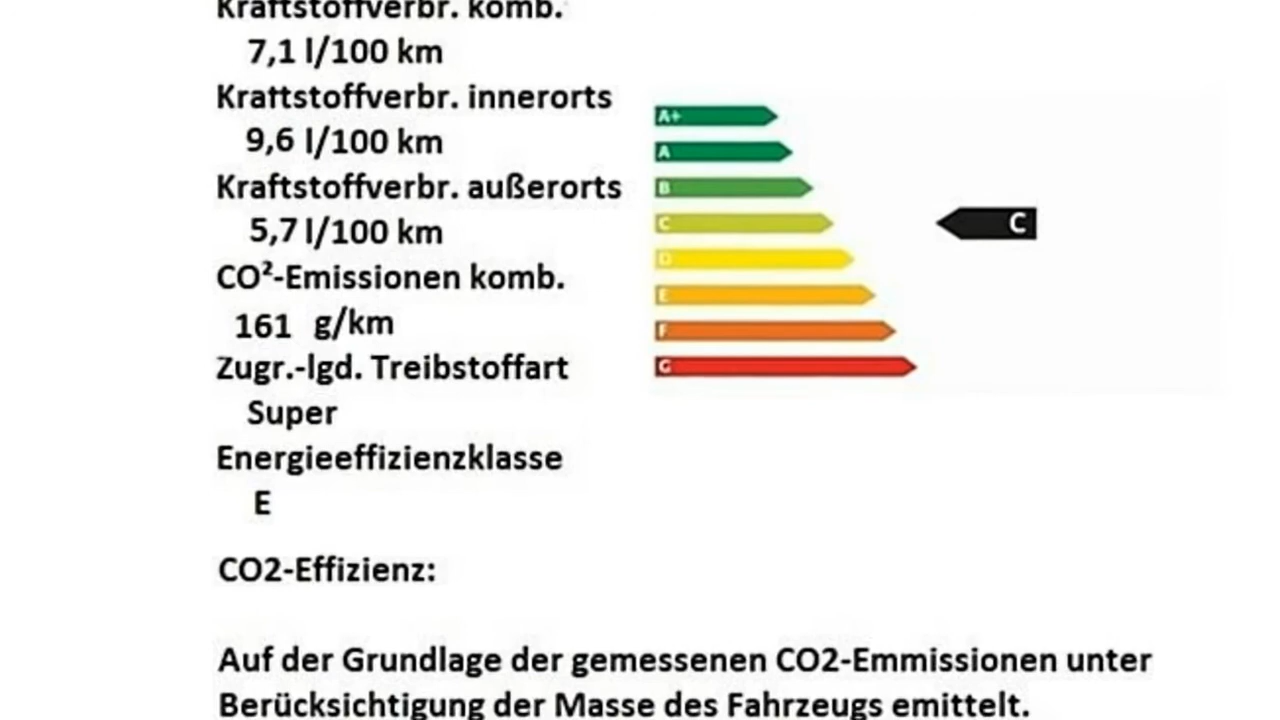 Kraftstoffverbr. komb.
7,1 l/100 km
Kraftstoffverbr. innerorts
9,6 l/100 km
Kraftstoffverbr. außerorts
5,7 l/100 km
CO²-Emissionen komb.
161 g/km
Zugr.-lgd. Treibstoffart
Super
Energieeffizienzklasse
E
A+
A
B
C
D
E
F
G
C
CO2-Effizienz:
Auf der Grundlage der gemessenen CO2-Emmissionen unter
Berücksichtigung der Masse des Fahrzeugs emittelt.